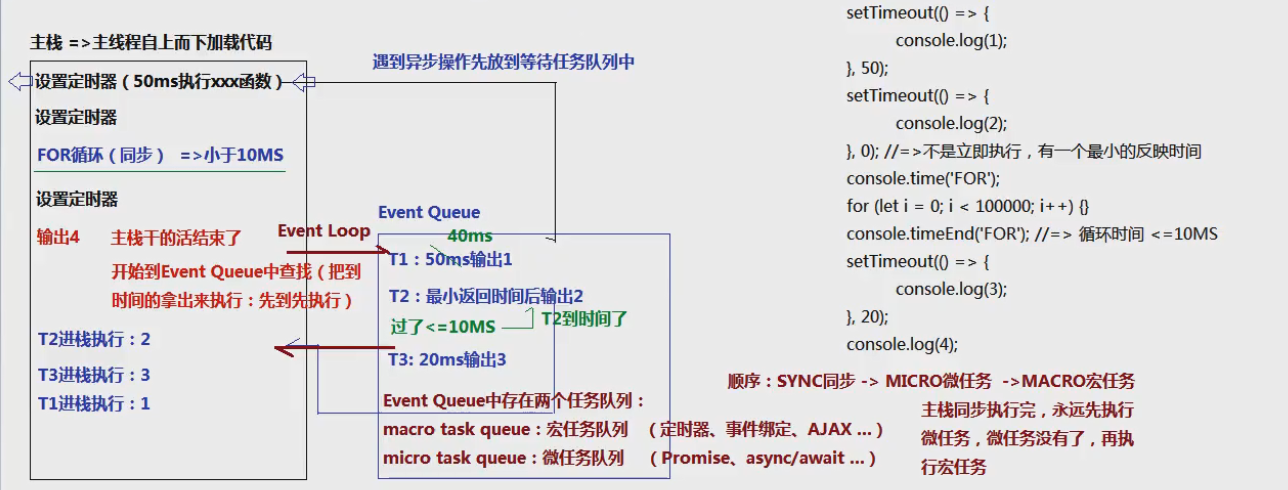 主栈 =>主线程自上而下加载代码
设置定时器（50ms执行xxx函数）
设置定时器
FOR循环（同步） =>小于10MS
设置定时器
输出4 主栈干的活结束了
开始到Event Queue中查找（把到
时间的拿出来执行：先到先执行）
T2进栈执行：2
T3进栈执行：3
T1进栈执行：1
遇到异步操作先放到等待任务队列中
Event Loop
Event Queue
40ms
T1：50ms输出1
T2：最小返回时间后输出2
过了<=10MS
T2到时间了
T3: 20ms输出3
Event Queue中存在两个任务队列：
macro task queue：宏任务队列 （定时器、事件绑定、AJAX ...）
micro task queue：微任务队列 （Promise、async/await ...）
setTimeout(() => {
console.log(1);
}, 50);
setTimeout(() => {
console.log(2);
}, 0); //=>不是立即执行，有一个最小的反映时间
console.time('FOR');
for (let i = 0; i < 100000; i++) {}
console.timeEnd('FOR'); //=> 循环时间 <=10MS
setTimeout(() => {
console.log(3);
}, 20);
console.log(4);
顺序：SYNC同步 -> MICRO微任务 ->MACRO宏任务
主栈同步执行完，永远先执行
微任务，微任务没有了，再执
行宏任务